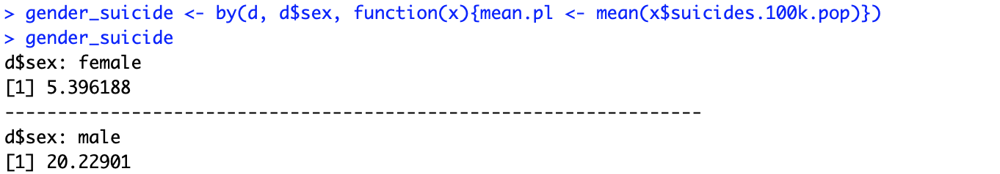 > gender_suicide <- by(d, d$sex, function(x){mean.pl <- mean(x$suicides.100k.pop)})
> gender_suicide
d$sex: female
[1] 5.396188
------------------------------------------------------------------
d$sex: male
[1] 20.22901